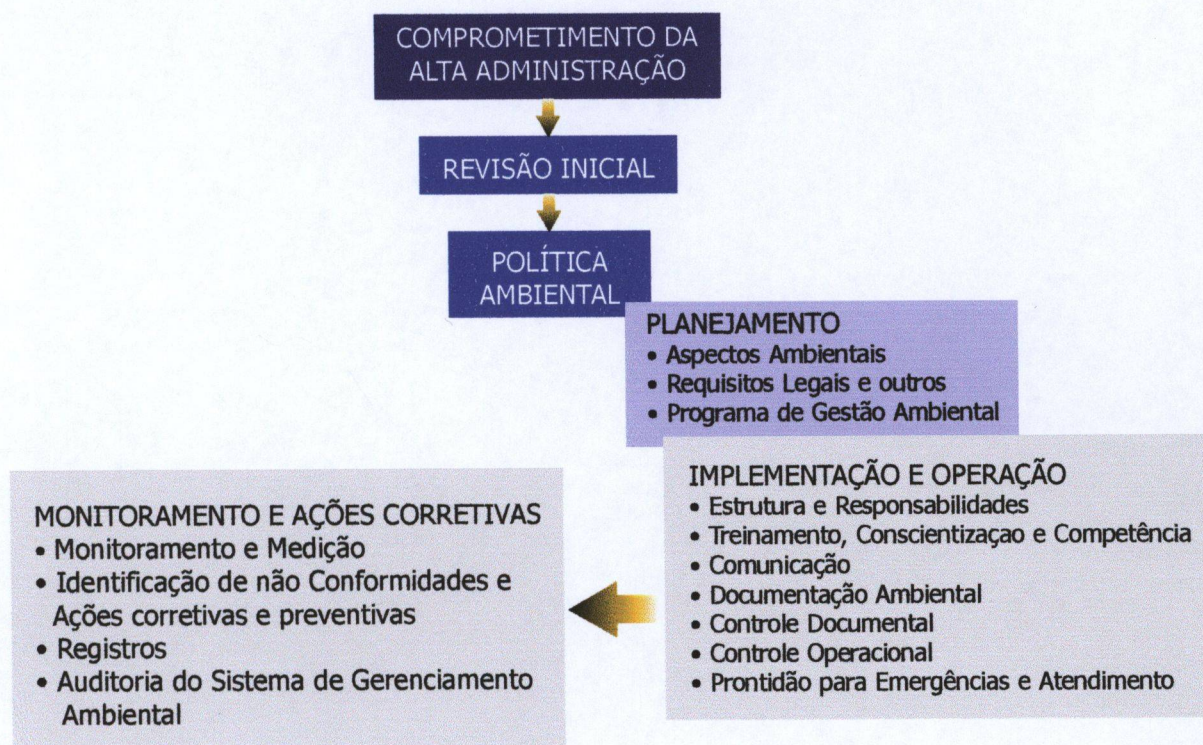 COMPROMETIMENTO DA
ALTA ADMINISTRAÇÃO
REVISÃO INICIAL
POLÍTICA
AMBIENTAL
PLANEJAMENTO
• Aspectos Ambientais
• Requisitos Legais e outros
• Programa de Gestão Ambiental
IMPLEMENTAÇÃO E OPERAÇÃO
• Estrutura e Responsabilidades
• Treinamento, Conscientizaçao e Competência
• Comunicação
• Documentação Ambiental
• Controle Documental
• Controle Operacional
• Prontidão para Emergências e Atendimento
MONITORAMENTO E AÇÕES CORRETIVAS
• Monitoramento e Medição
• Identificação de não Conformidades e
Ações corretivas e preventivas
• Registros
• Auditoria do Sistema de Gerenciamento
Ambiental